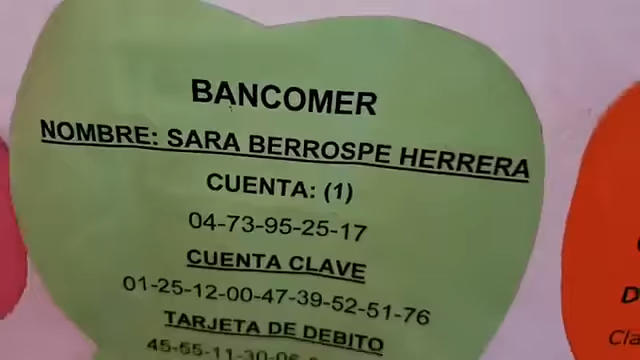 BANCOMER
NOMBRE: SARA BERROSPE HERRERA
CUENTA: (1)
04-73-95-25-17
CUENTA CLAVE
01-25-12-00-47-39-52-51-76
TARJETA DE DEBITO
45-55-11-30-06-
D
Cla